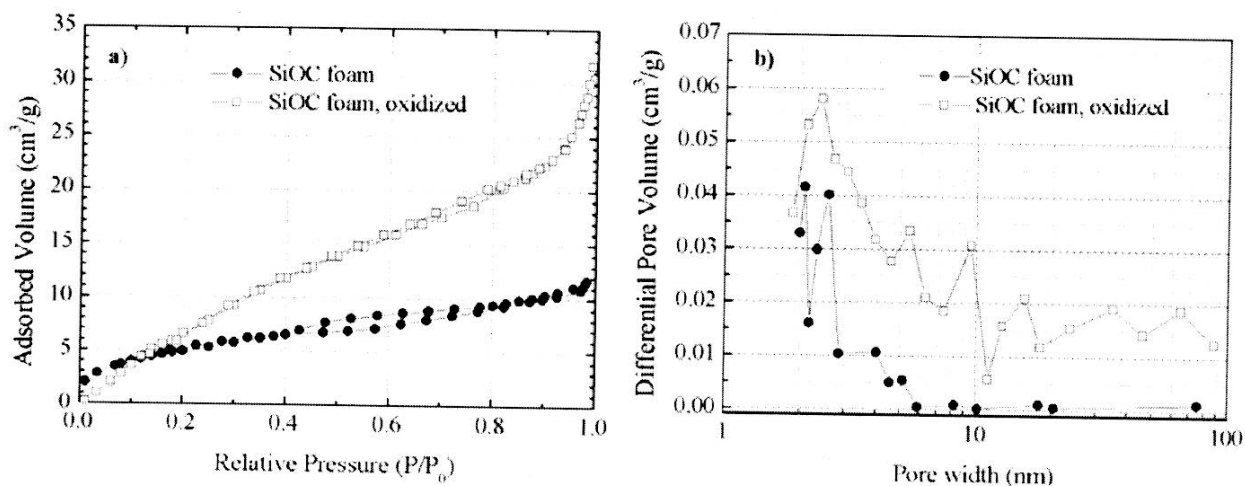 a)
SiOC foam
SiOC foam, oxidized
Adsorbed Volume (cm³/g)
35
30
25
20
15
10
5
0
0.0 0.2 0.4 0.6 0.8 1.0
Relative Pressure (P/P₀)
b)
SiOC foam
SiOC foam, oxidized
Differential Pore Volume (cm³/g)
0.07
0.06
0.05
0.04
0.03
0.02
0.01
0.00
1 10 100
Pore width (nm)